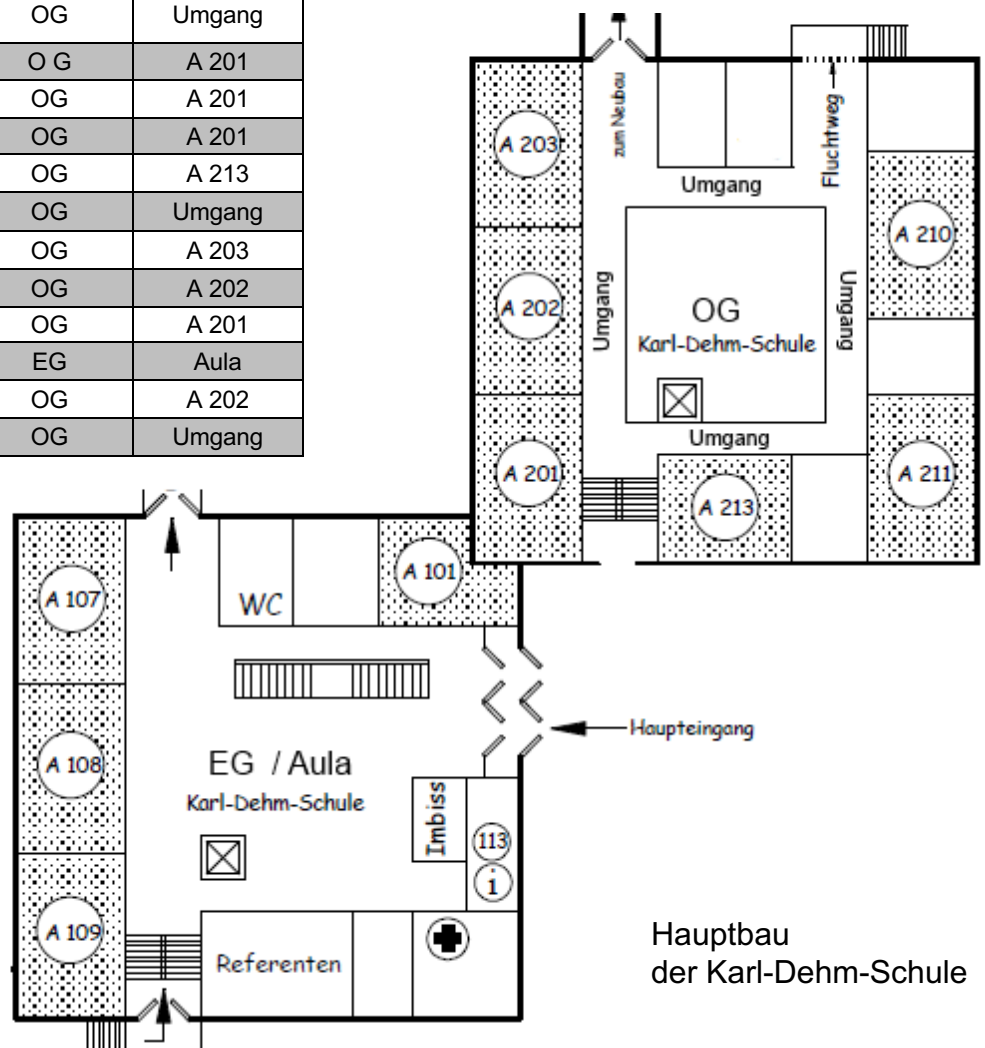 OG Umgang
O G A 201
OG A 201
OG A 201
OG A 213
OG Umgang
OG A 203
OG A 202
OG A 201
EG Aula
OG A 202
OG Umgang
zum Neubau
Fluchtweg
A 203
Umgang
A 210
A 202
Umgang
OG
Karl-Dehm-Schule
Umgang
Umgang
A 201
A 213
A 211
A 107
WC
A 101
Haupteingang
A 108
EG / Aula
Karl-Dehm-Schule
Imbiss
113
i
A 109
Referenten
Hauptbau
der Karl-Dehm-Schule